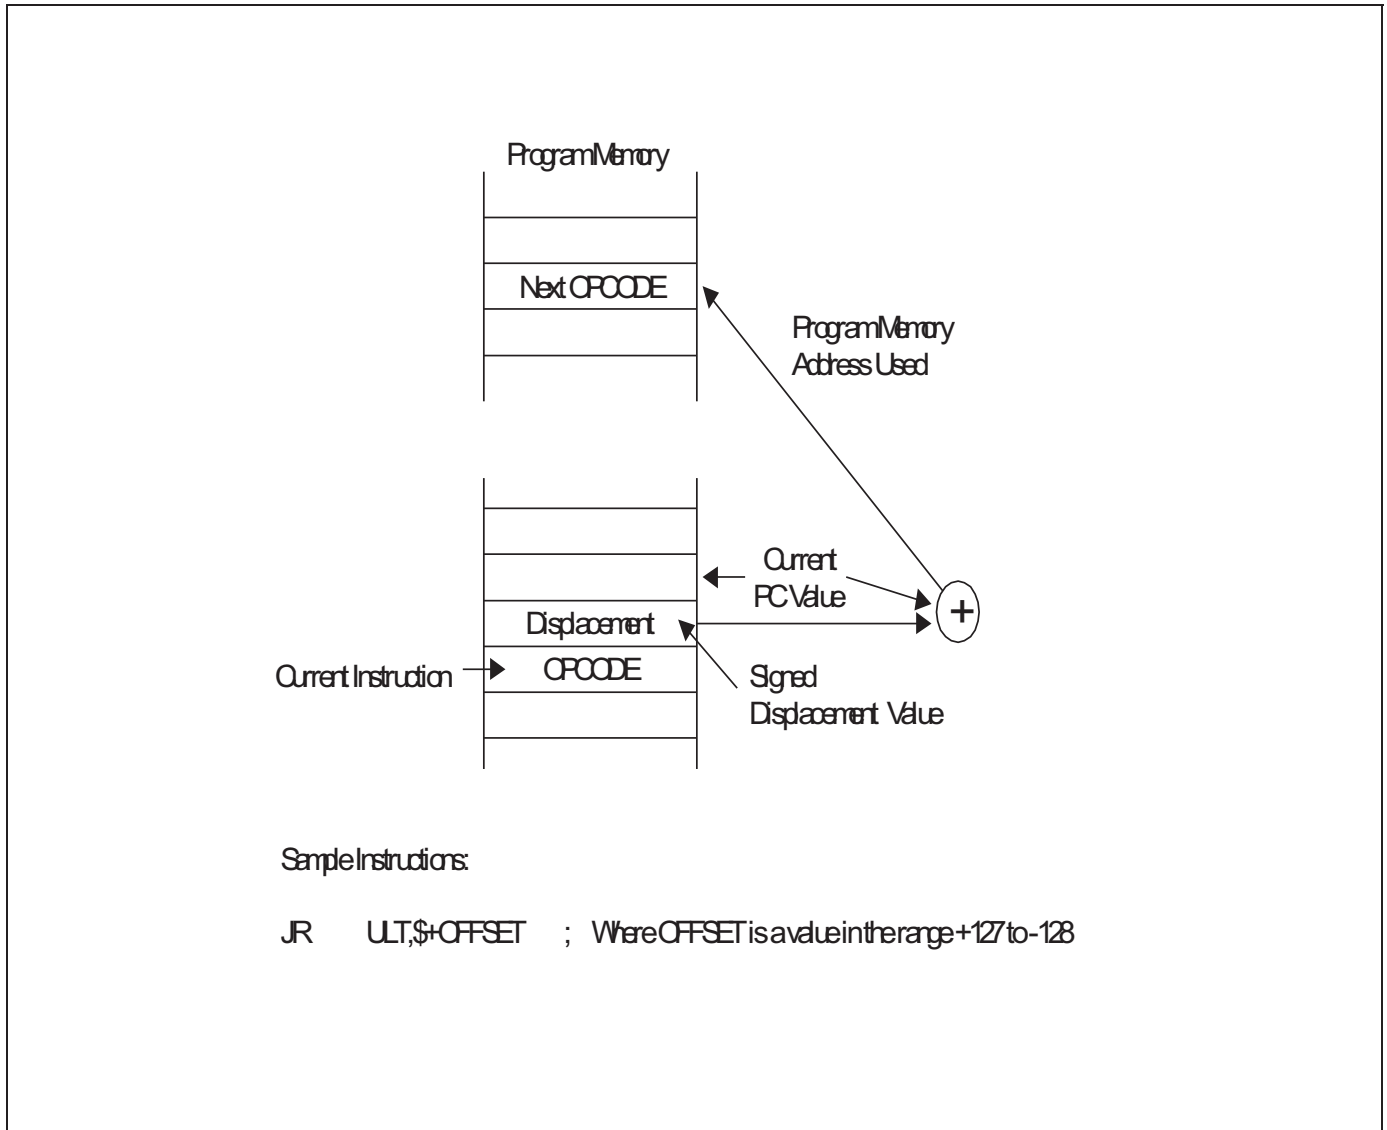 Program Memory
Next OPCODE
Program Memory
Address Used
Current
PC Value
+
Displacement
OPCODE
Current Instruction
Signed
Displacement Value
Sample Instructions:
JR ULT,$+OFFSET ; Where OFFSET is a value in the range +127 to -128